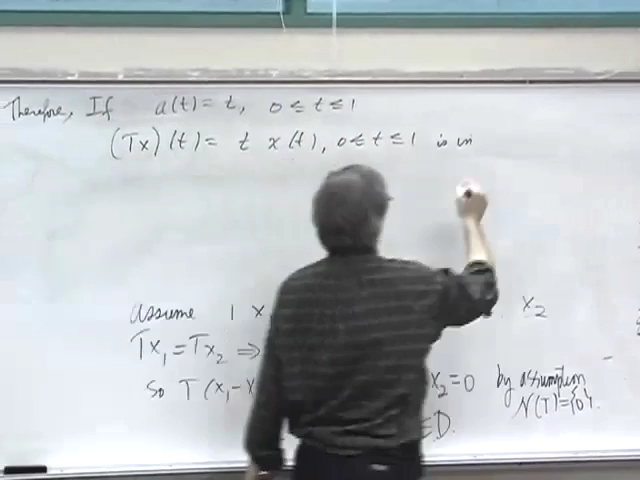 Therefore, If a(t) = t, 0 ≤ t ≤ 1
(Tx)(t) = t x(t), 0 ≤ t ≤ 1 is in
assume 1 x x₂
Tx₁ = Tx₂ ⇒
so T(x₁ - x x₂ = 0 by assumption
N(T) = {0}.
∈ D.